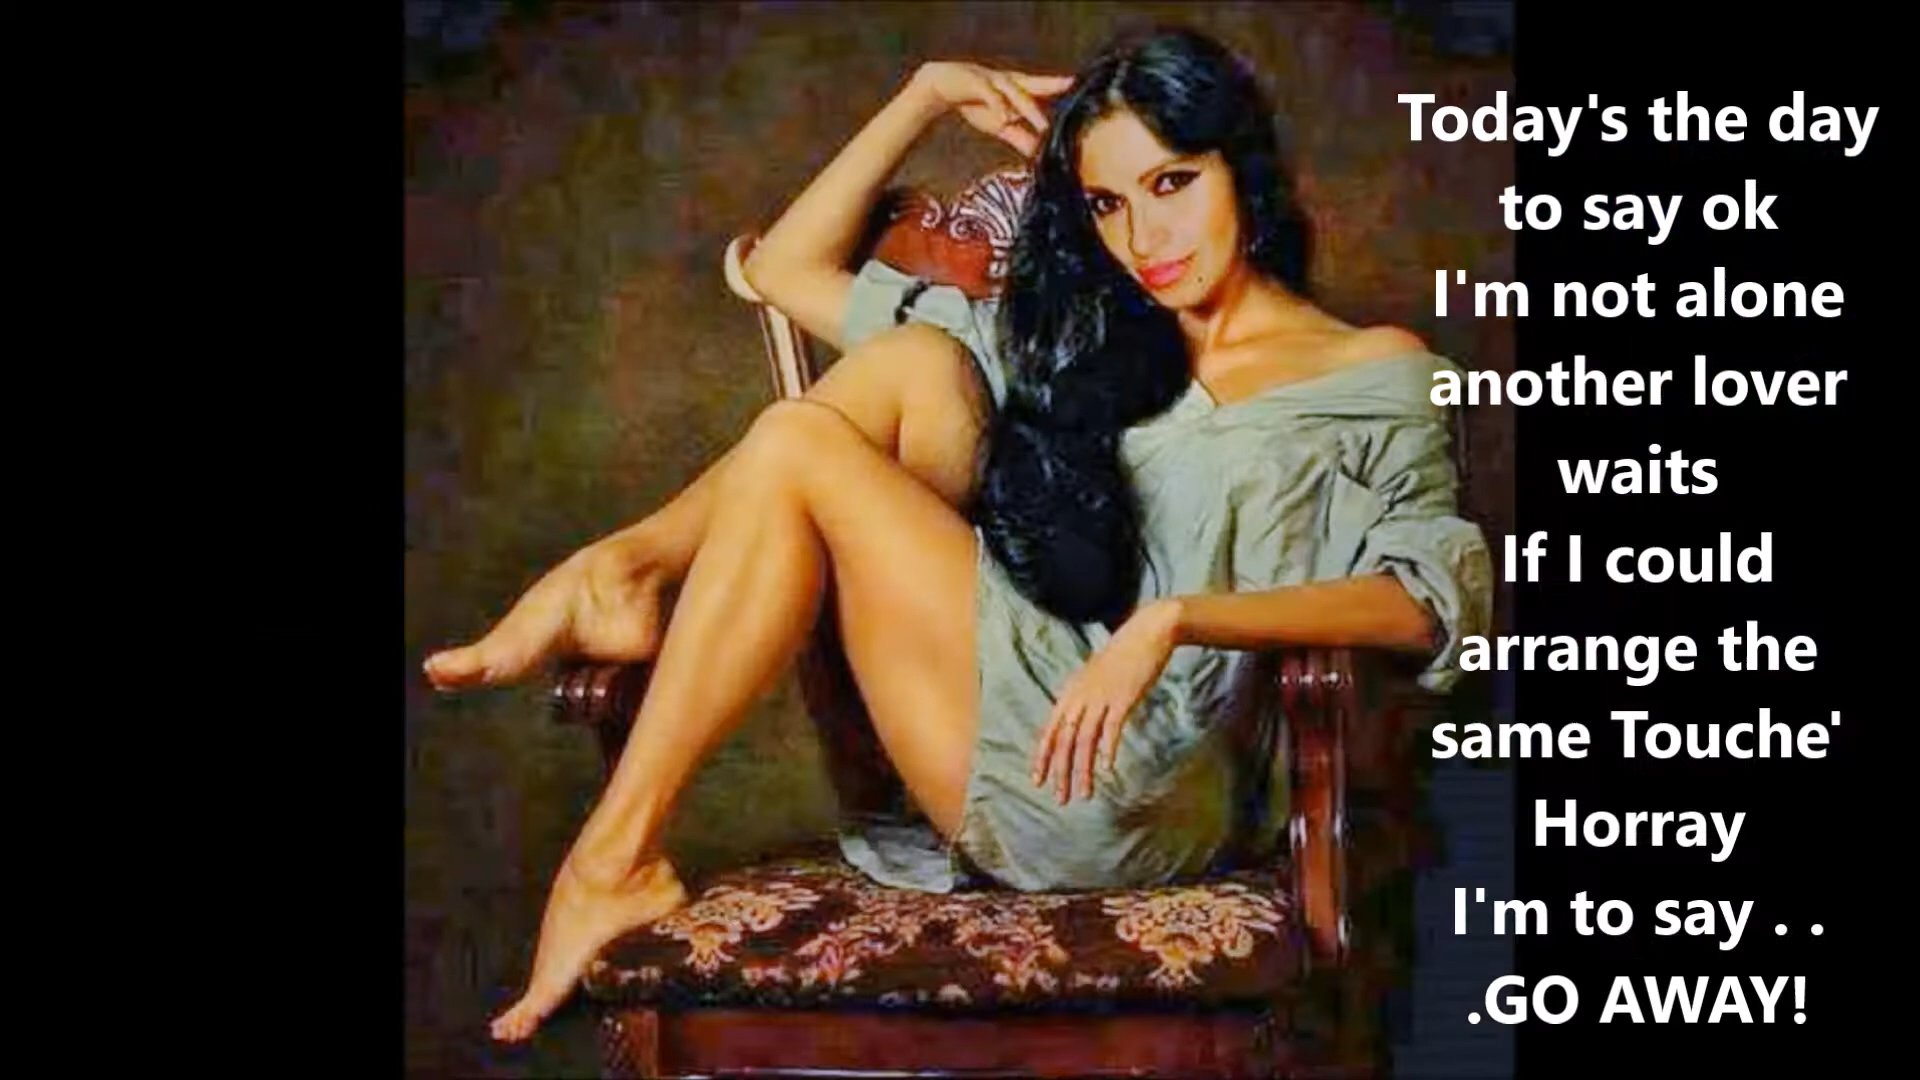 Today's the day
to say ok
I'm not alone
another lover
waits
If I could
arrange the
same Touche'
Horray
I'm to say . .
.GO AWAY!